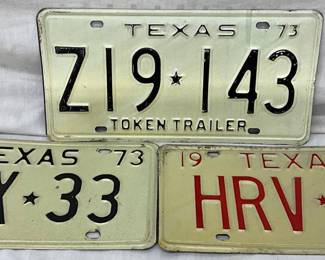 TEXAS 73
Z19★143
TOKEN TRAILER
EXAS 73
Y★33
19 TEXA
HRV★